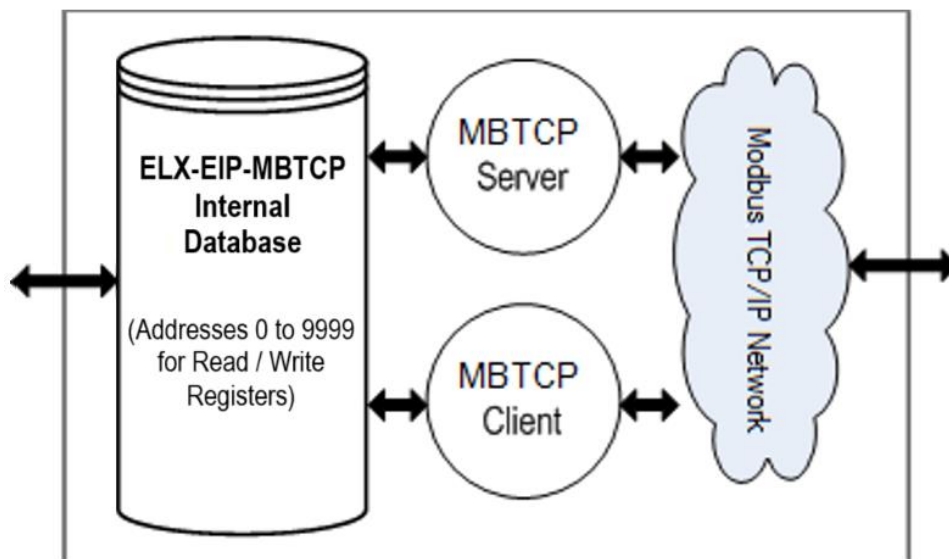 ELX-EIP-MBTCP
Internal
Database
(Addresses 0 to 9999
for Read / Write
Registers)
MBTCP
Server
MBTCP
Client
Modbus TCP/IP Network